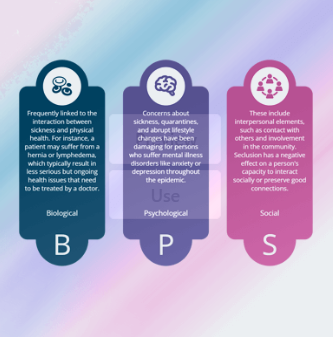 Frequently linked to the
interaction between
sickness and physical
health. For instance, a
patient may suffer from a
hernia or lymphedema,
which typically result in
less serious but ongoing
health issues that need
to be treated by a doctor.
Biological
B
Concerns about
sickness, quarantines,
and abrupt lifestyle
changes have been
damaging for persons
who suffer mental illness
disorders like anxiety or
depression throughout
the epidemic.
Use
Psychological
P
These include
interpersonal elements,
such as contact with
others and involvement
in the community.
Seclusion has a negative
effect on a person's
capacity to interact
socially or preserve good
connections.
Social
S